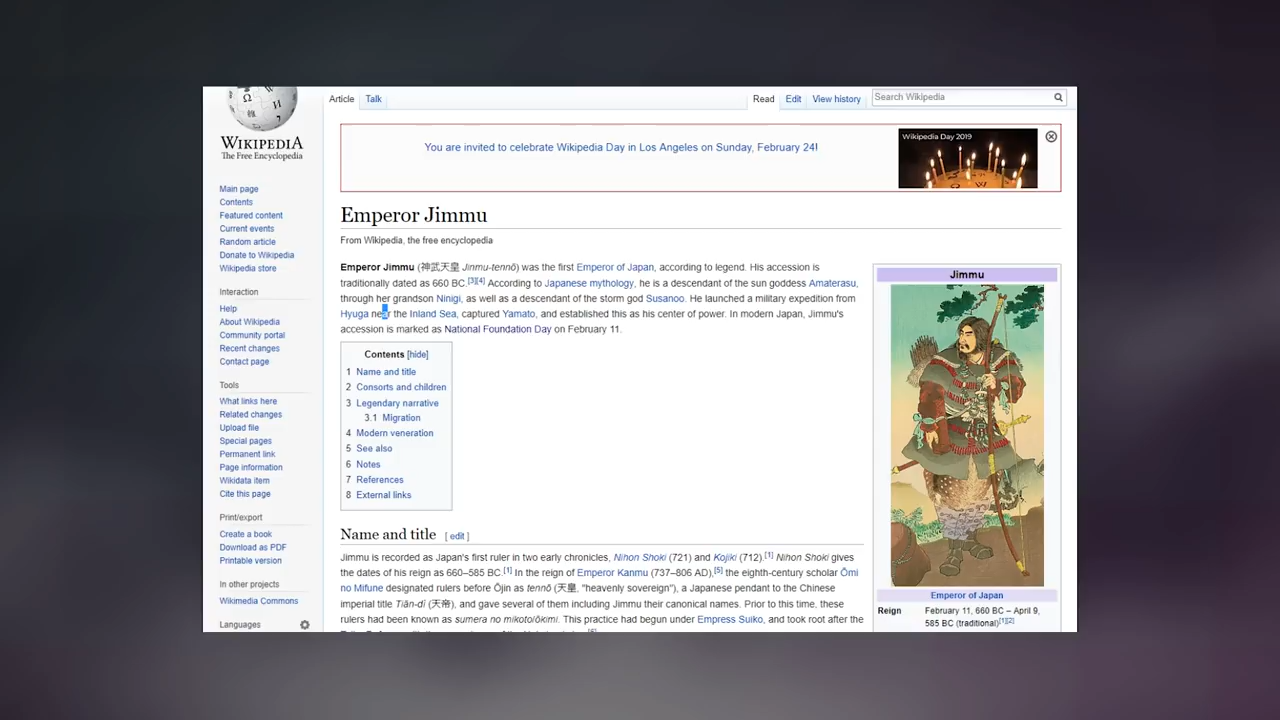 Article Talk Read Edit View history Search Wikipedia
WIKIPEDIA
The Free Encyclopedia
Main page
Contents
Featured content
Current events
Random article
Donate to Wikipedia
Wikipedia store
Interaction
Help
About Wikipedia
Community portal
Recent changes
Contact page
Tools
What links here
Related changes
Upload file
Special pages
Permanent link
Page information
Wikidata item
Cite this page
Print/export
Create a book
Download as PDF
Printable version
In other projects
Wikimedia Commons
Languages
You are invited to celebrate Wikipedia Day in Los Angeles on Sunday, February 24!
Wikipedia Day 2019
Emperor Jimmu
From Wikipedia, the free encyclopedia
Emperor Jimmu (神武天皇 Jinmu-tennō) was the first Emperor of Japan, according to legend. His accession is
traditionally dated as 660 BC.[3][4] According to Japanese mythology, he is a descendant of the sun goddess Amaterasu,
through her grandson Ninigi, as well as a descendant of the storm god Susanoo. He launched a military expedition from
Hyuga near the Inland Sea, captured Yamato, and established this as his center of power. In modern Japan, Jimmu's
accession is marked as National Foundation Day on February 11.
Contents [hide]
1 Name and title
2 Consorts and children
3 Legendary narrative
3.1 Migration
4 Modern veneration
5 See also
6 Notes
7 References
8 External links
Name and title [ edit ]
Jimmu is recorded as Japan's first ruler in two early chronicles, Nihon Shoki (721) and Kojiki (712).[1] Nihon Shoki gives
the dates of his reign as 660–585 BC.[1] In the reign of Emperor Kanmu (737–806 AD),[5] the eighth-century scholar Ōmi
no Mifune designated rulers before Ōjin as tennō (天皇, "heavenly sovereign"), a Japanese pendant to the Chinese
imperial title Tiān-dì (天帝), and gave several of them including Jimmu their canonical names. Prior to this time, these
rulers had been known as sumera no mikoto/ōkimi. This practice had begun under Empress Suiko, and took root after the
Jimmu
Emperor of Japan
Reign February 11, 660 BC – April 9,
585 BC (traditional)[1][2]